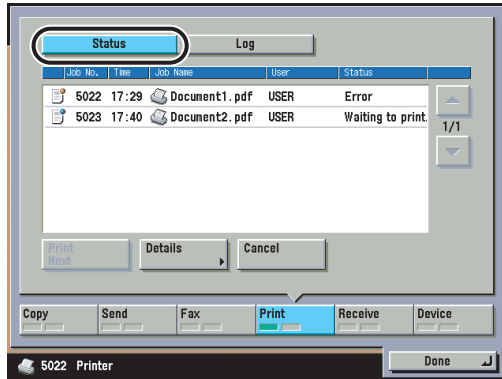 Status Log
Job No. Time Job Name User Status
5022 17:29 Document1.pdf USER Error
5023 17:40 Document2.pdf USER Waiting to print.
1/1
Print Next Details Cancel
Copy Send Fax Print Receive Device
5022 Printer Done